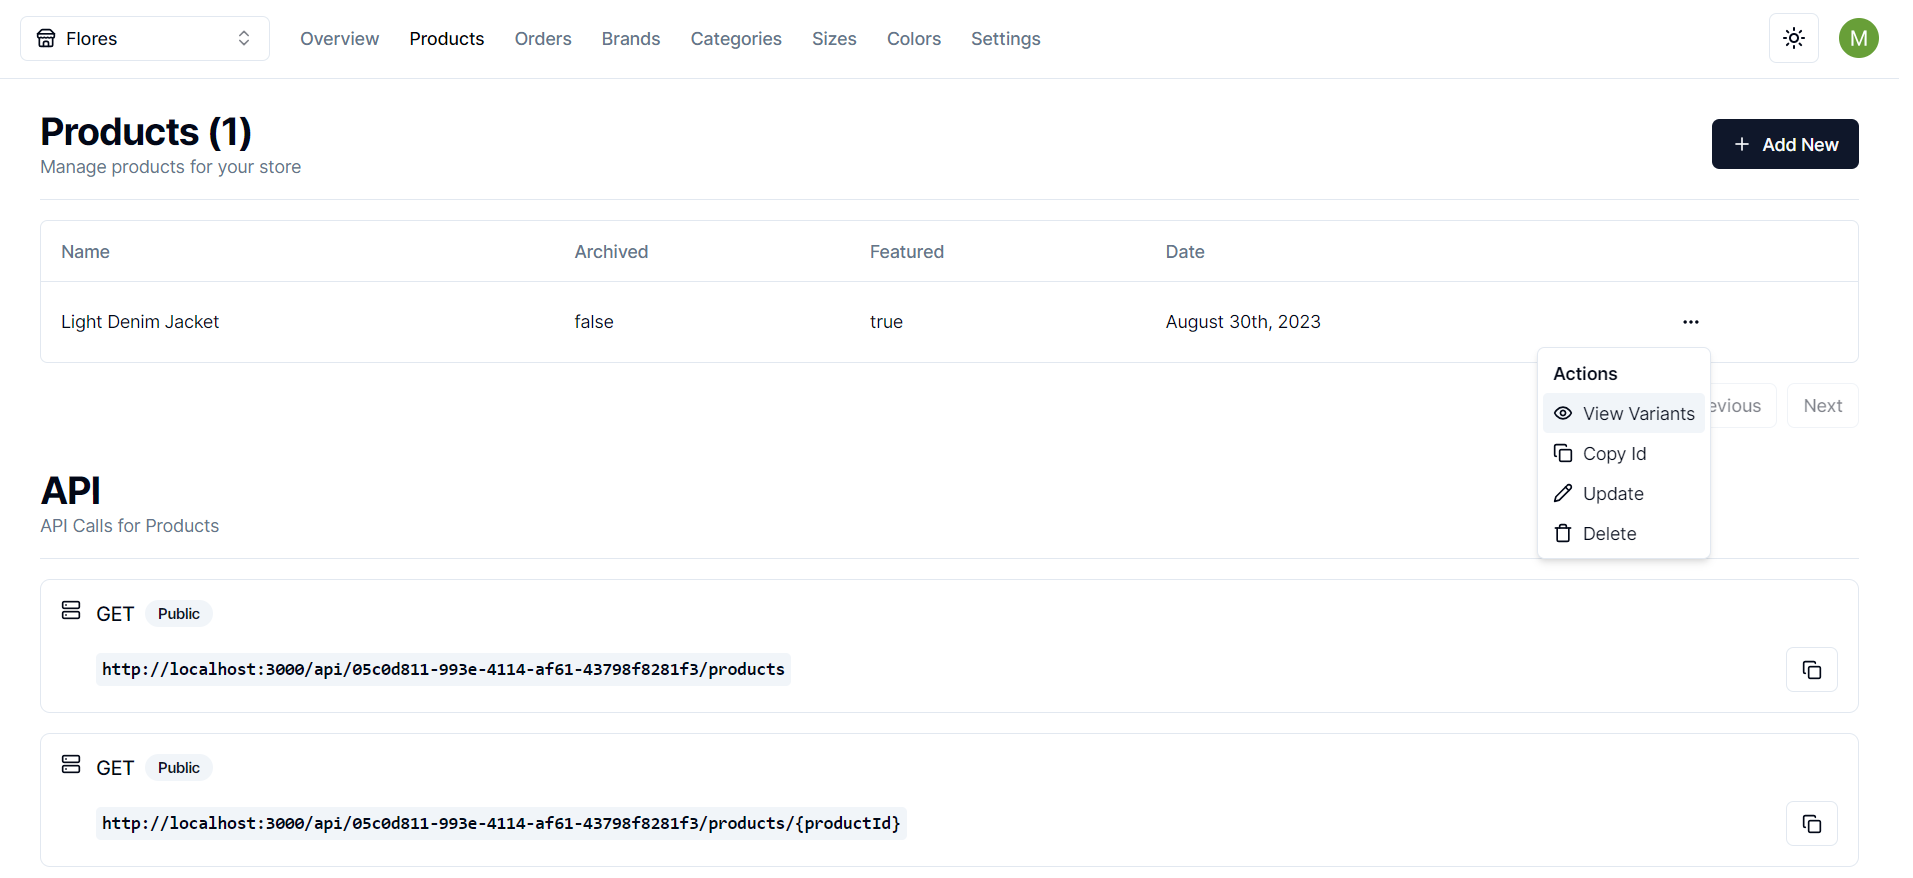 Flores
Overview Products Orders Brands Categories Sizes Colors Settings
M
Products (1)
Manage products for your store
Add New
Name Archived Featured Date
Light Denim Jacket false true August 30th, 2023
Actions
View Variants
Copy Id
Update
Delete
evious Next
API
API Calls for Products
GET Public
http://localhost:3000/api/05c0d811-993e-4114-af61-43798f8281f3/products
GET Public
http://localhost:3000/api/05c0d811-993e-4114-af61-43798f8281f3/products/{productId}